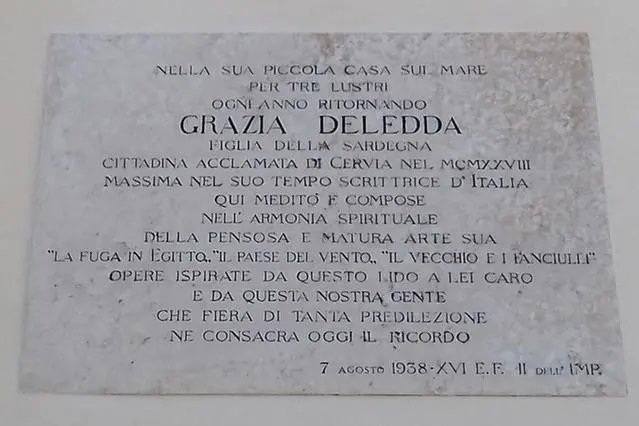 NELLA SUA PICCOLA CASA SUL MARE
PER TRE LUSTRI
OGNI ANNO RITORNANDO
GRAZIA DELEDDA
FIGLIA DELLA SARDEGNA
CITTADINA ACCLAMATA DI CERVIA NEL MCMXXVIII
MASSIMA NEL SUO TEMPO SCRITTRICE D'ITALIA
QUI MEDITÒ E COMPOSE
NELL'ARMONIA SPIRITUALE
DELLA PENSOSA E MATURA ARTE SUA
"LA FUGA IN EGITTO„ "IL PAESE DEL VENTO„ "IL VECCHIO E I FANCIULLI"
OPERE ISPIRATE DA QUESTO LIDO A LEI CARO
E DA QUESTA NOSTRA GENTE
CHE FIERA DI TANTA PREDILEZIONE
NE CONSACRA OGGI IL RICORDO
7 AGOSTO 1938·XVI E.F. II DELL'IMP.